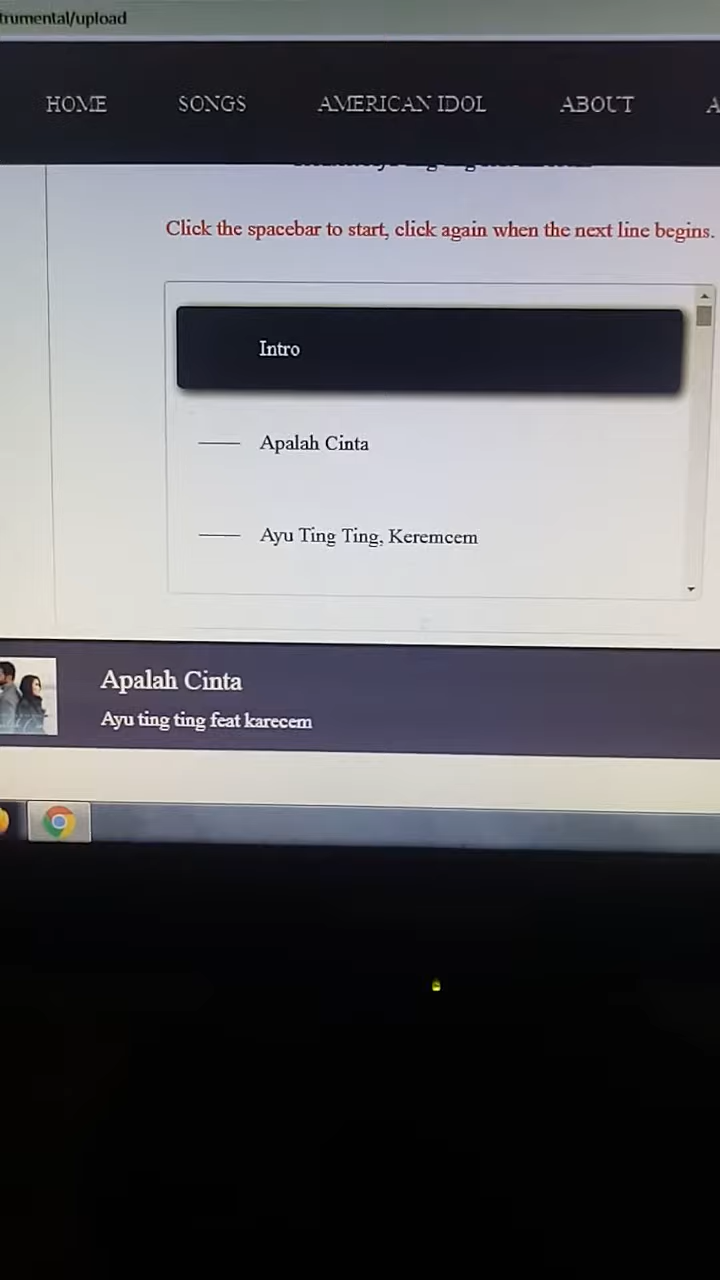 trumental/upload
HOME SONGS AMERICAN IDOL ABOUT A
Click the spacebar to start, click again when the next line begins.
Intro
Apalah Cinta
Ayu Ting Ting, Keremcem
Apalah Cinta
Ayu ting ting feat karecem